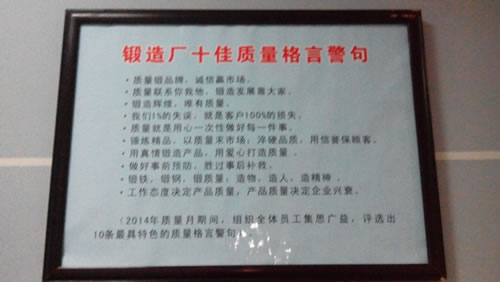 锻造厂十佳质量格言警句
·质量锻品牌,诚信赢市场。
·质量联系你我他,锻造发展靠大家。
·锻造辉煌,唯有质量。
·我们1%的失误,就是客户100%的损失。
·质量就是用心一次性做好每一件事。
·锤炼精品,以质量求市场;淬硬品质,用信誉保顾客。
·用真情锻造产品,用爱心打造质量。
·做好事前预防,胜过事后补救。
·锻铁,锻钢,锻质量;造物,造人,造精神。
·工作态度决定产品质量,产品质量决定企业兴衰。
(2014年质量月期间,组织全体员工集思广益,评选出
10条最具特色的质量格言警句)